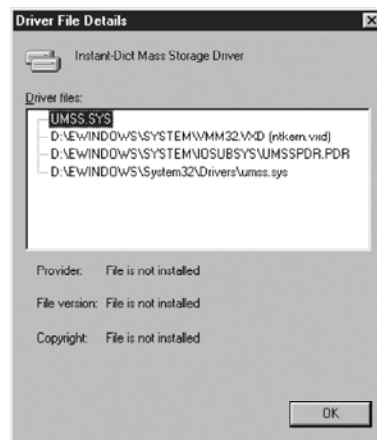 Driver File Details
Instant-Dict Mass Storage Driver
Driver files:
UMSS.SYS
D:\EWINDOWS\SYSTEM\VMM32.VXD (ntkern.vxd)
D:\EWINDOWS\SYSTEM\IOSUBSYS\UMSSPDR.PDR
D:\EWINDOWS\System32\Drivers\umss.sys
Provider: File is not installed
File version: File is not installed
Copyright: File is not installed
OK